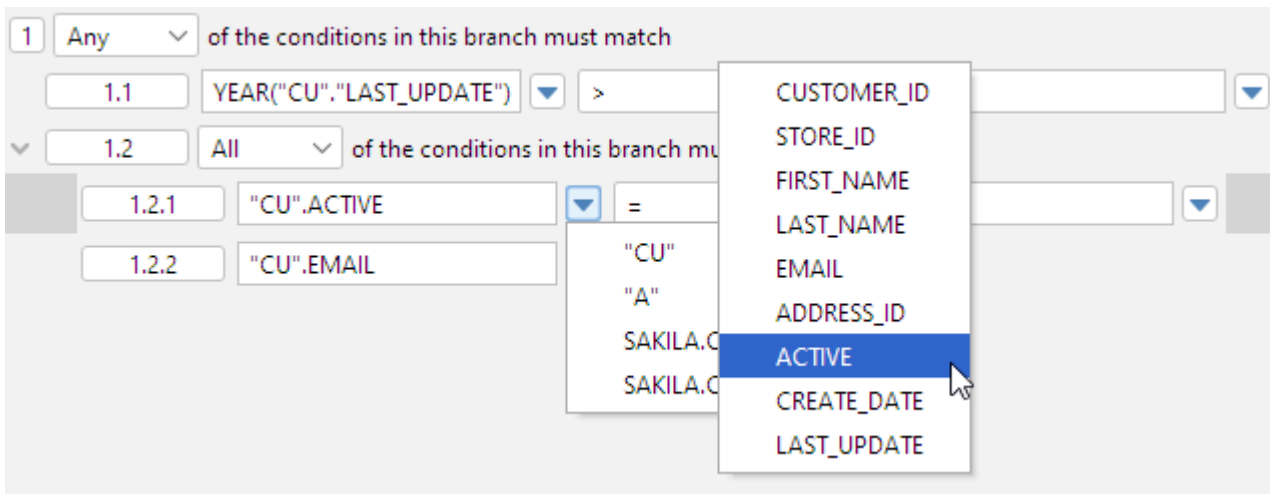 1 Any of the conditions in this branch must match
1.1 YEAR("CU"."LAST_UPDATE") >
1.2 All of the conditions in this branch
1.2.1 "CU".ACTIVE =
1.2.2 "CU".EMAIL
"CU"
"A"
SAKILA.
SAKILA.
CUSTOMER_ID
STORE_ID
FIRST_NAME
LAST_NAME
EMAIL
ADDRESS_ID
ACTIVE
CREATE_DATE
LAST_UPDATE